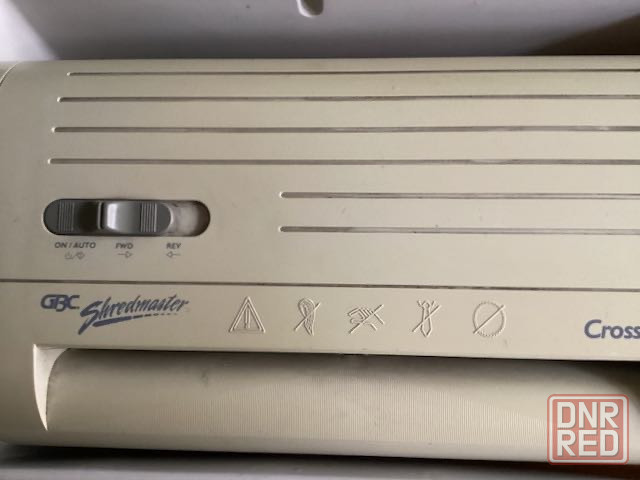 ON / AUTO FWD REV
GBC Shredmaster
Cross
DNR
RED